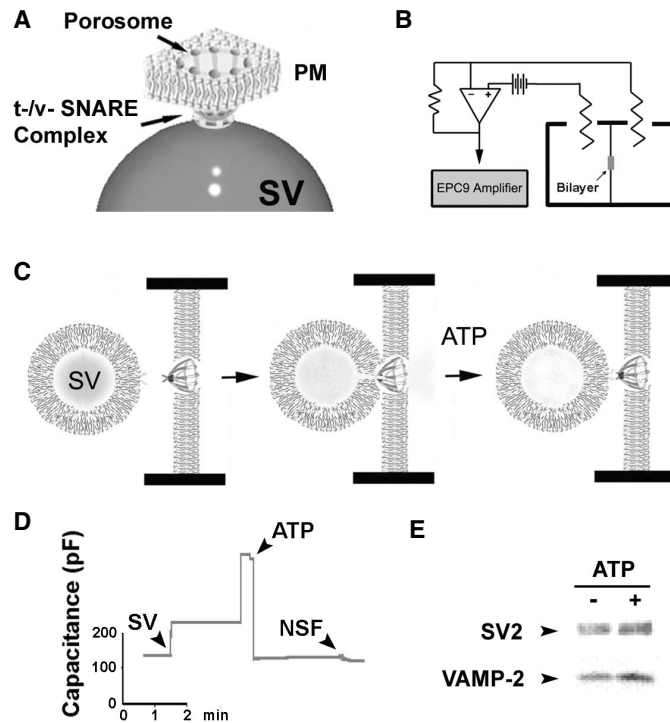 A
Porosome
PM
t-/v- SNARE
Complex
SV
B
- +
EPC9 Amplifier
Bilayer
C
SV
ATP
D
Capacitance (pF)
200
100
0 1 2 min
SV
ATP
NSF
E
ATP
- +
SV2
VAMP-2